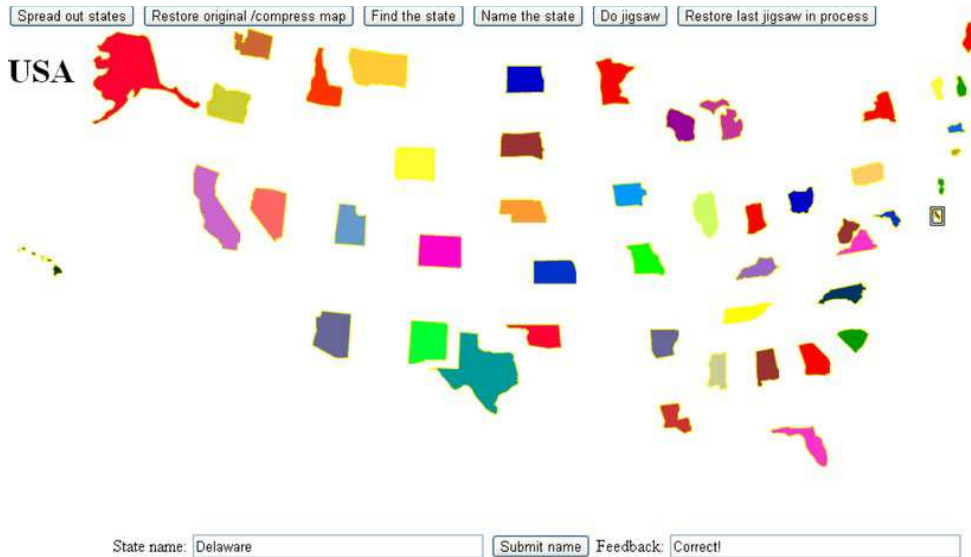 Spread out states Restore original /compress map Find the state Name the state Do jigsaw Restore last jigsaw in process
USA
State name: Delaware Submit name Feedback: Correct!